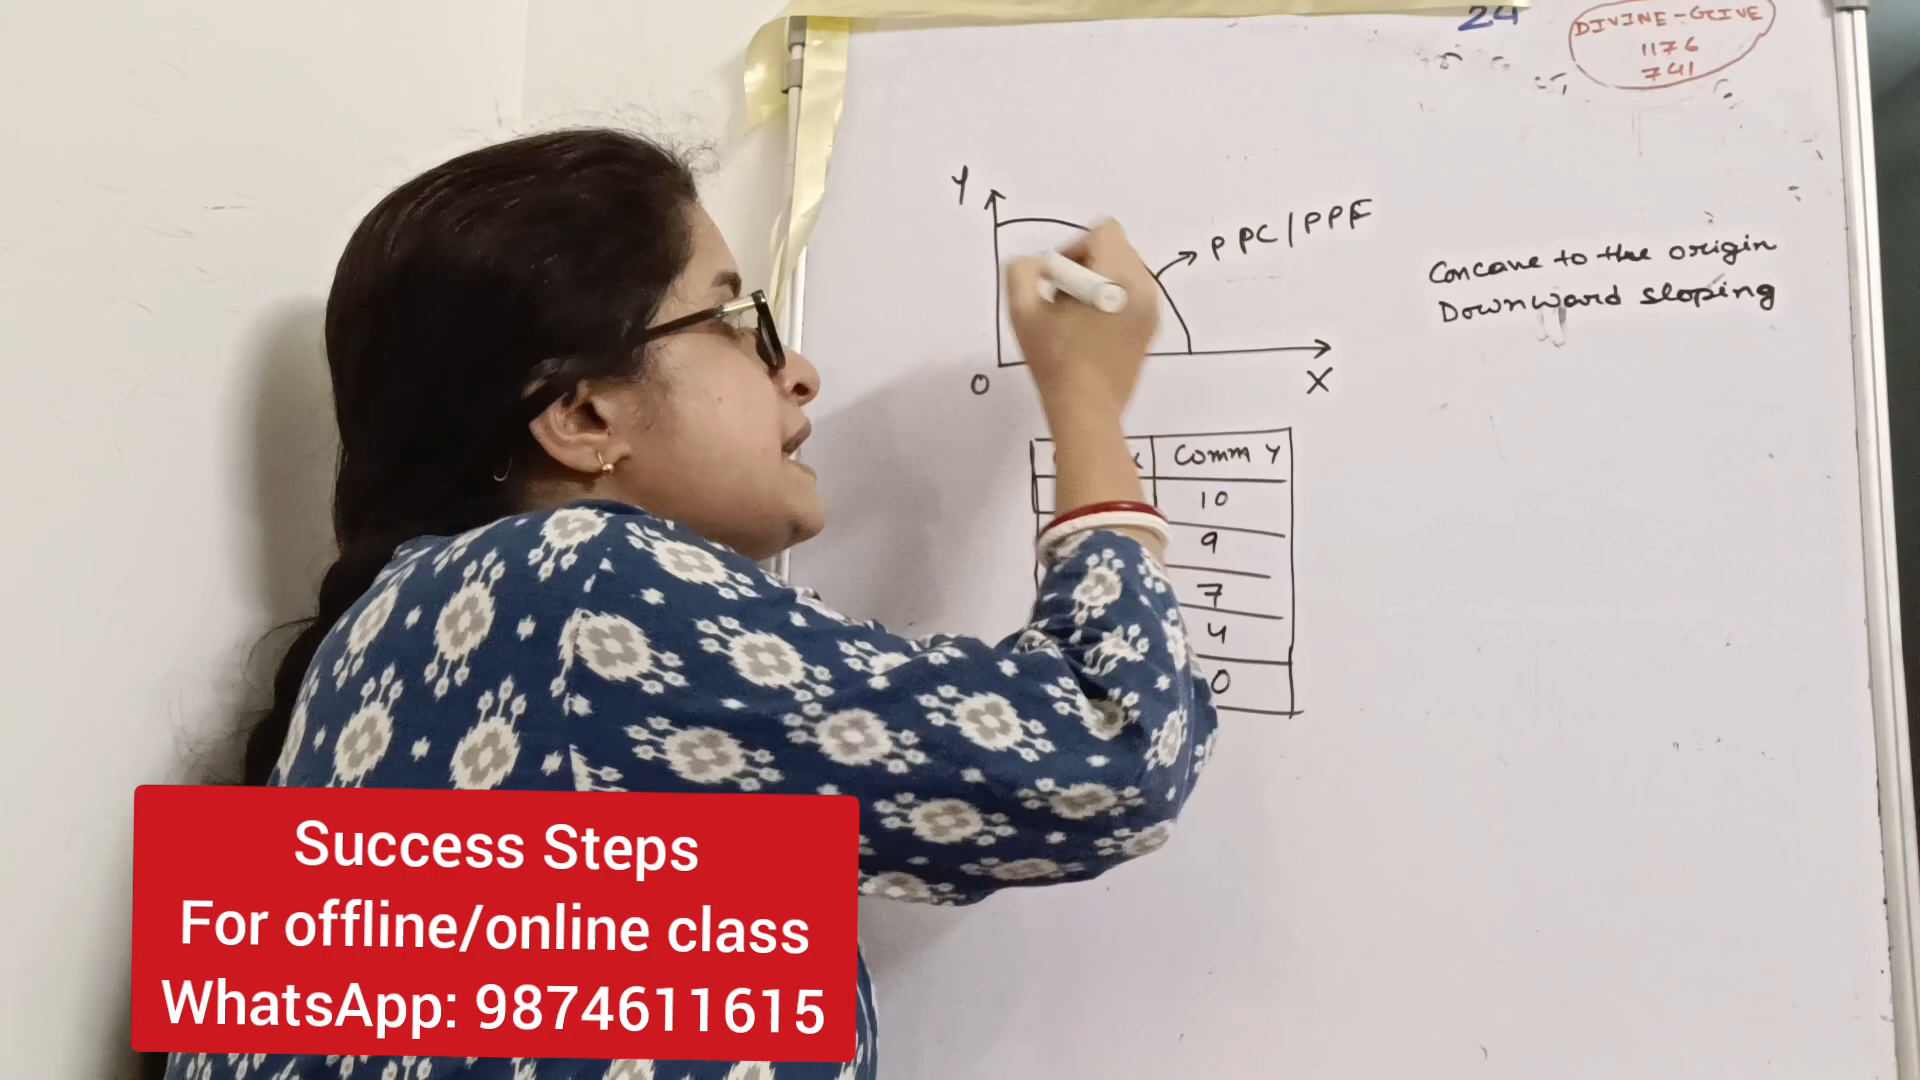 24
DIVINE-GIVE
1176
741
Y
PPC/PPF
Concave to the origin
Downward sloping
O
X
Comm Y
10
9
7
4
0
Success Steps
For offline/online class
WhatsApp: 9874611615